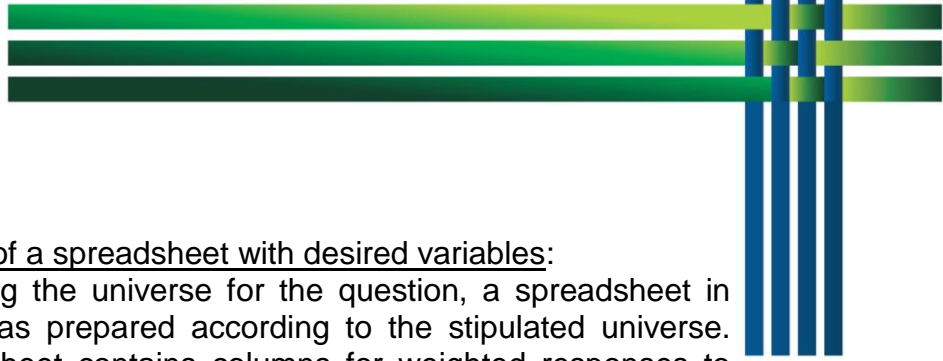 of a spreadsheet with desired variables:
g the universe for the question, a spreadsheet in
as prepared according to the stipulated universe.
heet contains columns for weighted responses to